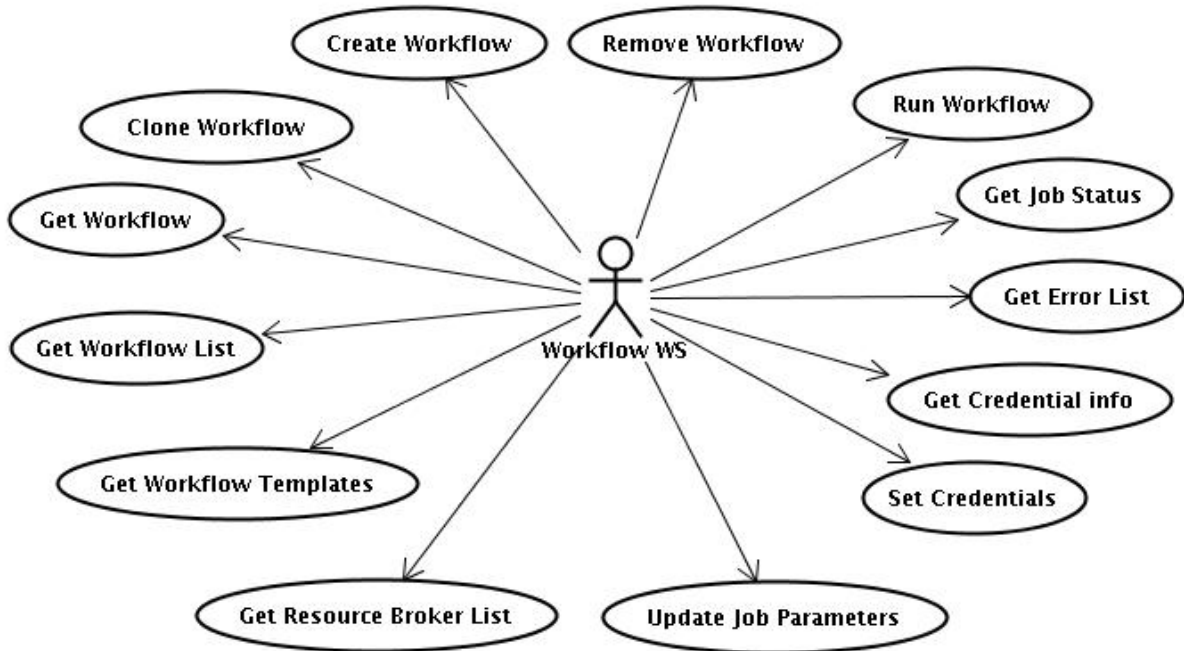 Create Workflow
Remove Workflow
Clone Workflow
Run Workflow
Get Workflow
Get Job Status
Get Error List
Get Workflow List
Workflow WS
Get Credential info
Get Workflow Templates
Set Credentials
Get Resource Broker List
Update Job Parameters